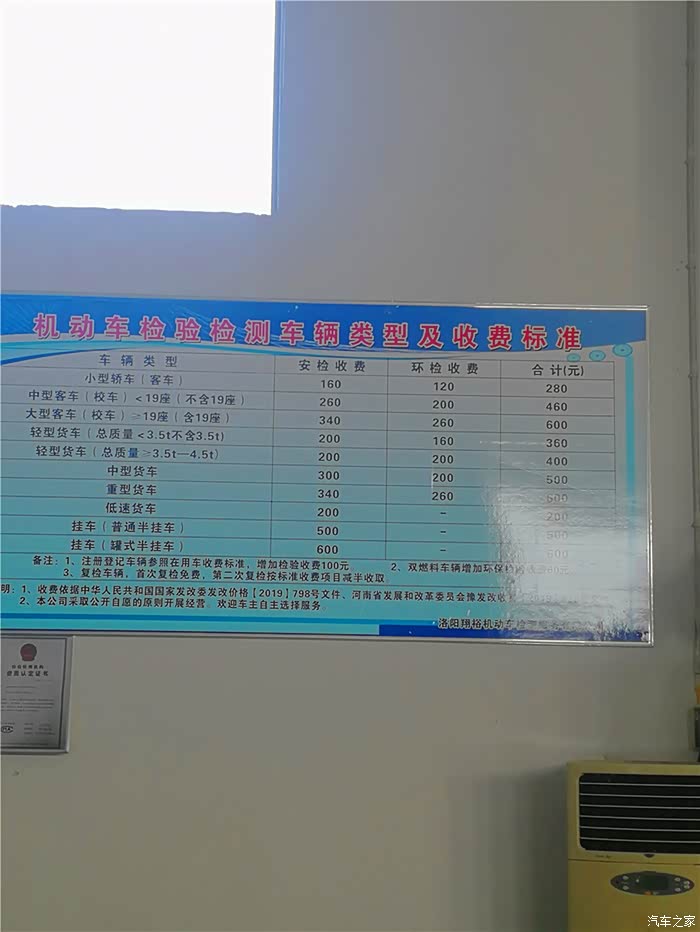 机动车检验检测车辆类型及收费标准
车辆类型 安检收费 环检收费 合计(元)
小型轿车（客车） 160 120 280
中型客车（校车）<19座（不含19座） 260 200 460
大型客车（校车）≥19座（含19座） 340 260 600
轻型货车（总质量<3.5t不含3.5t) 200 160 360
轻型货车（总质量≥3.5t—4.5t） 200 200 400
中型货车 300 200 500
重型货车 340 260 600
低速货车 200 - 200
挂车（普通半挂车） 500 - 500
挂车（罐式半挂车） 600 - 600
备注：1、注册登记车辆参照在用车收费标准，增加检验收费100元。 2、双燃料车辆增加环保
3、复检车辆，首次复检免费，第二次复检按标准收费项目减半收取。
明：1、收费依据中华人民共和国国家发改委发改价格【2019】798号文件、河南省发展和改革委员会豫发改收
2、本公司采取公开自愿的原则开展经营。欢迎车主自主选择服务。
洛阳翔裕机动车检
资质认定证书
汽车之家